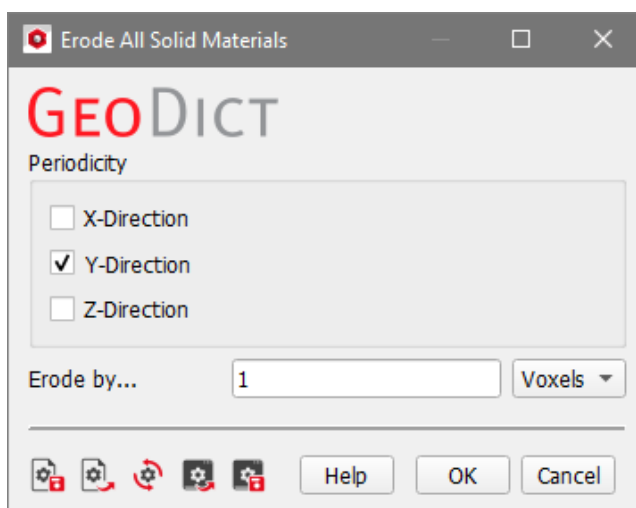 Erode All Solid Materials
GEODICT
Periodicity
X-Direction
Y-Direction
Z-Direction
Erode by... 1 Voxels
Help OK Cancel